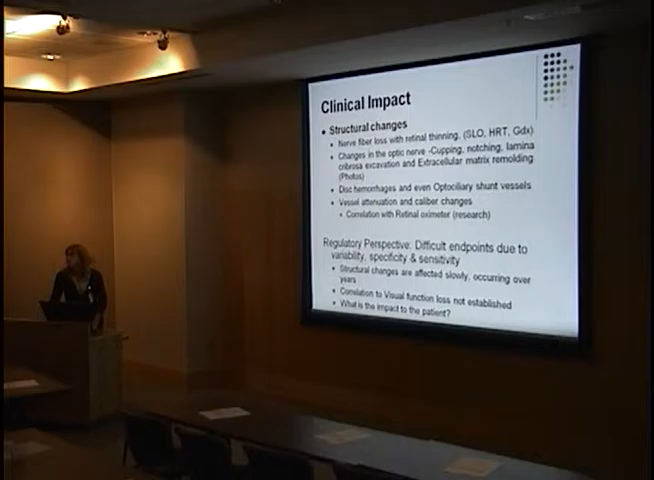 Clinical Impact
• Structural changes
• Nerve fiber loss with retinal thinning, (SLO, HRT, Gdx)
• Changes in the optic nerve -Cupping, notching, lamina
cribrosa excavation and Extracellular matrix remolding
(Photos)
• Disc hemorrhages and even Optociliary shunt vessels
• Vessel attenuation and caliber changes
• Correlation with Retinal oximeter (research)
Regulatory Perspective: Difficult endpoints due to
variability, specificity & sensitivity
• Structural changes are affected slowly, occurring over
years
• Correlation to Visual function loss not established
• What is the impact to the patient?